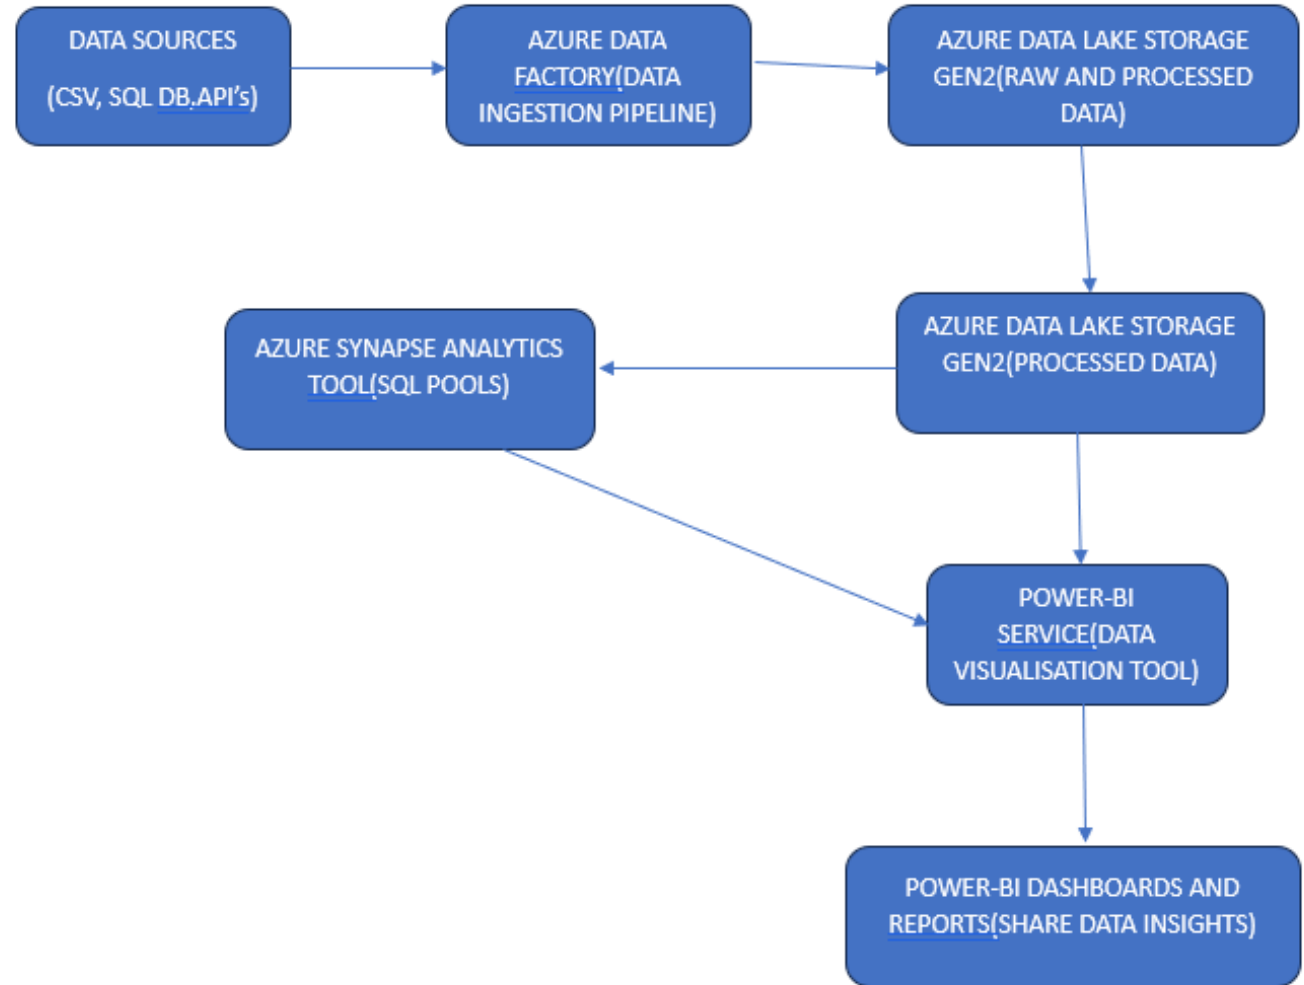 DATA SOURCES
(CSV, SQL DB.API's)
AZURE DATA
FACTORY(DATA
INGESTION PIPELINE)
AZURE DATA LAKE STORAGE
GEN2(RAW AND PROCESSED
DATA)
AZURE SYNAPSE ANALYTICS
TOOL(SQL POOLS)
AZURE DATA LAKE STORAGE
GEN2(PROCESSED DATA)
POWER-BI
SERVICE(DATA
VISUALISATION TOOL)
POWER-BI DASHBOARDS AND
REPORTS(SHARE DATA INSIGHTS)